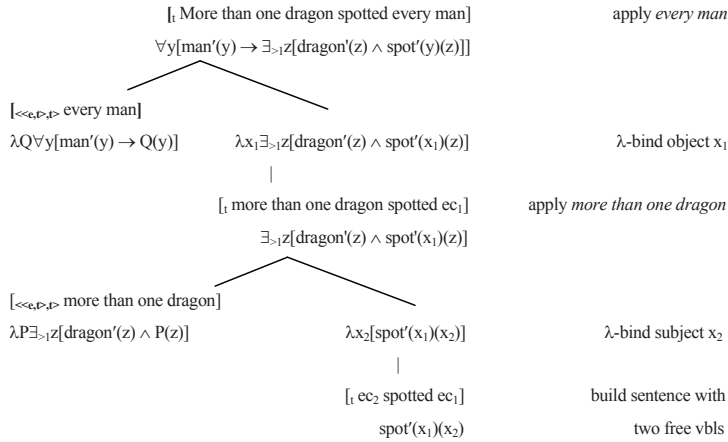 [ₜ More than one dragon spotted every man] apply every man
∀y[man′(y) → ∃>₁z[dragon′(z) ∧ spot′(y)(z)]]
[<<e,t>,t> every man]
λQ∀y[man′(y) → Q(y)] λx₁∃>₁z[dragon′(z) ∧ spot′(x₁)(z)] λ-bind object x₁
|
[ₜ more than one dragon spotted ec₁] apply more than one dragon
∃>₁z[dragon′(z) ∧ spot′(x₁)(z)]
[<<e,t>,t> more than one dragon]
λP∃>₁z[dragon′(z) ∧ P(z)] λx₂[spot′(x₁)(x₂)] λ-bind subject x₂
|
[ₜ ec₂ spotted ec₁] build sentence with
spot′(x₁)(x₂) two free vbls